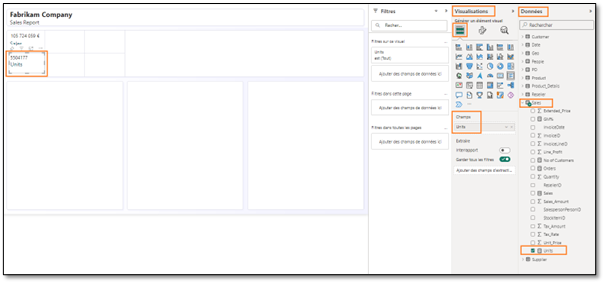 Fabrikam Company
Sales Report
105 724 059 €
Sales
5504177
Units
Filtres
Rechercher
Filtres sur ce visuel
Units
est (Tout)
Ajouter des champs de données ici
Filtres dans cette page
Ajouter des champs de données ici
Filtres dans toutes les pages
Ajouter des champs de données ici
Visualisations
Générer un élément visuel
Champs
Units
Extraire
Interrapport
Garder tous les filtres
Ajouter des champs d'extract...
Données
Rechercher
Customer
Date
Geo
People
PO
Product
Product_Details
Reseller
Sales
Extended_Price
GM%
InvoiceDate
InvoiceID
InvoiceLineID
Line_Profit
No of Customers
Orders
Quantity
ResellerID
Sales
Sales_Amount
SalespersonPersonID
StockItemID
Tax_Amount
Tax_Rate
Unit_Price
Units
Supplier